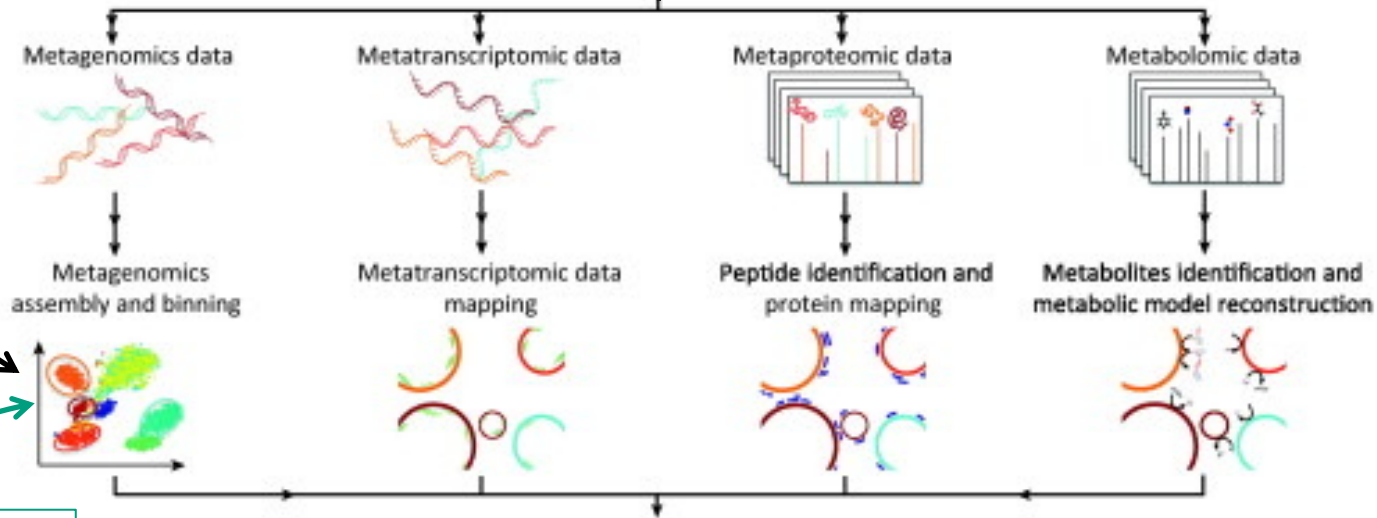 Metagenomics data
Metatranscriptomic data
Metaproteomic data
Metabolomic data
Metagenomics
assembly and binning
Metatranscriptomic data
mapping
Peptide identification and
protein mapping
Metabolites identification and
metabolic model reconstruction